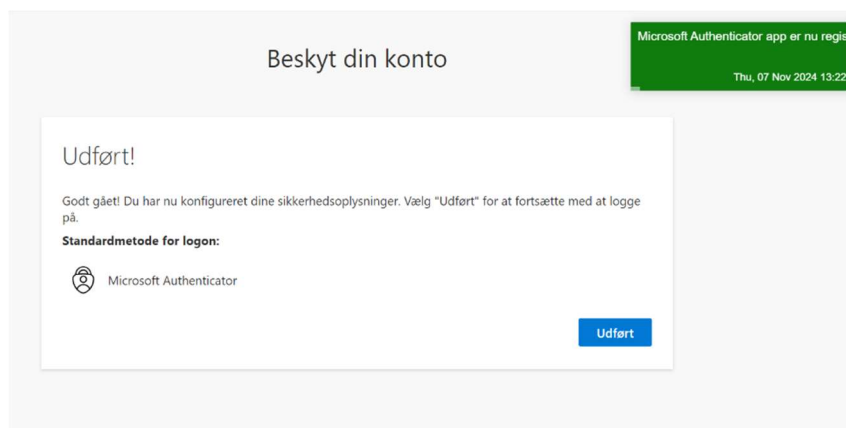 Beskyt din konto
Microsoft Authenticator app er nu regis
Thu, 07 Nov 2024 13:22
Udført!
Godt gået! Du har nu konfigureret dine sikkerhedsoplysninger. Vælg "Udført" for at fortsætte med at logge
på.
Standardmetode for logon:
Microsoft Authenticator
Udført